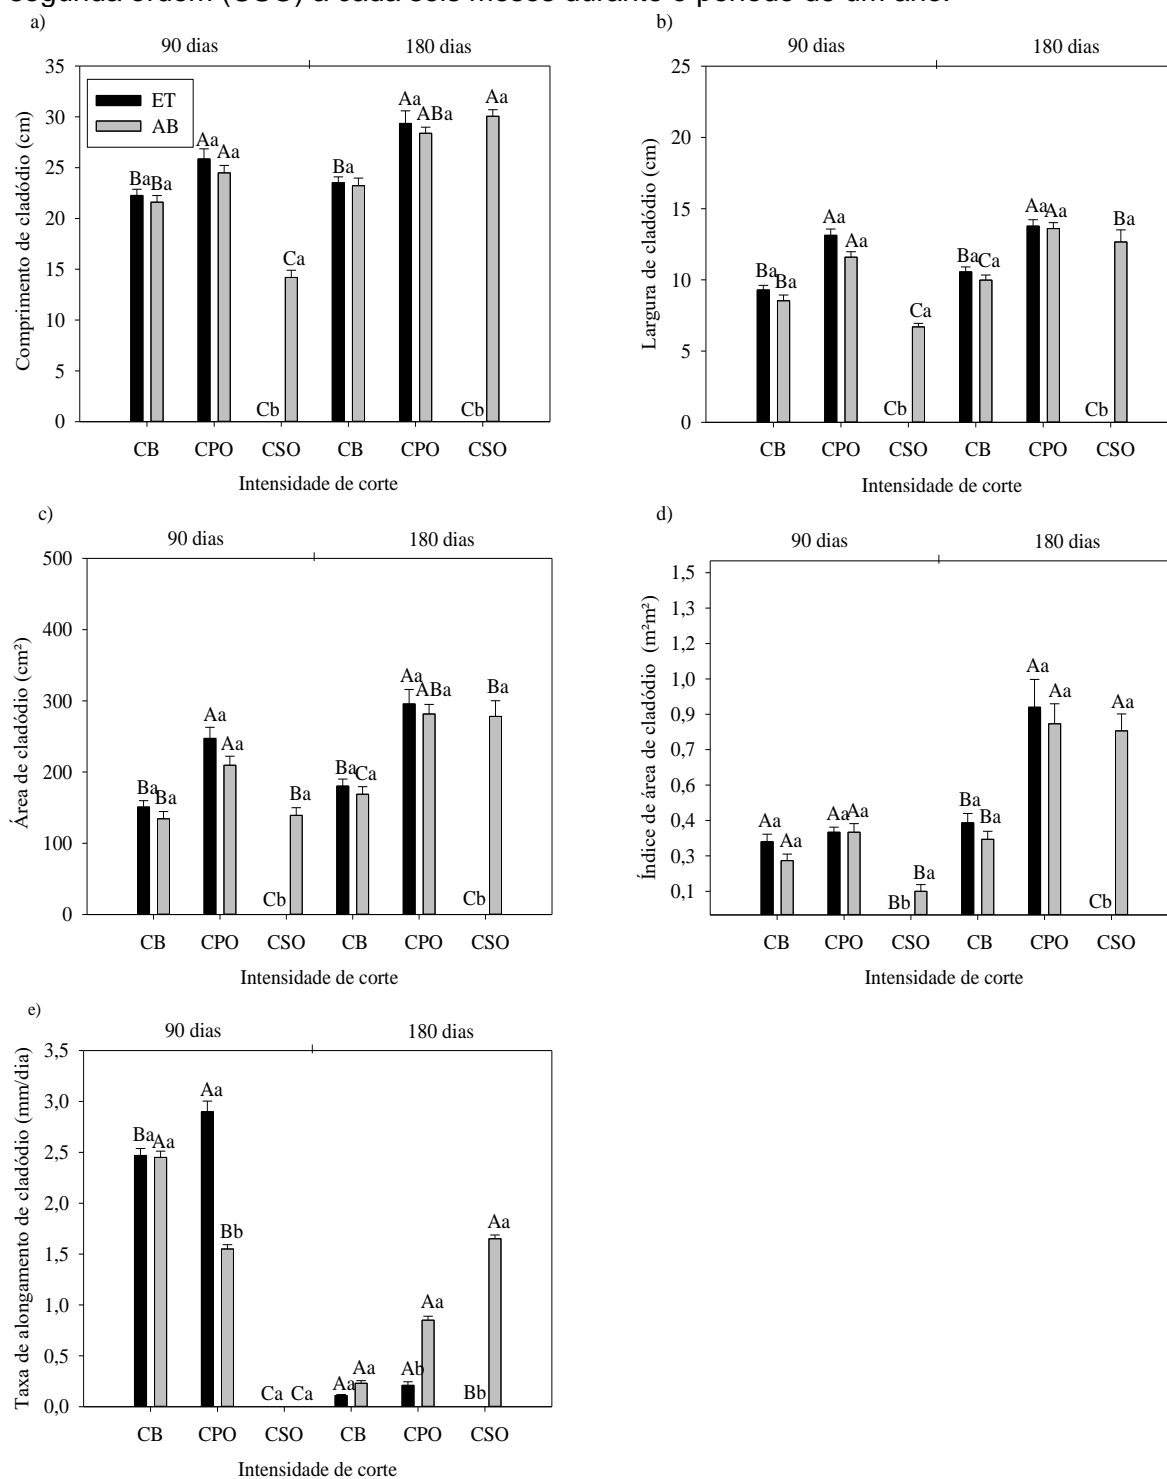 segunda ordem (CSO) a cada seis meses durante o período de um ano.
a)
90 dias 180 dias
35
30
25
20
15
10
5
0
Comprimento de cladódio (cm)
ET
AB
Ba Ba Aa Aa Cb Ca Ba Aa ABa Cb Aa
CB CPO CSO CB CPO CSO
Intensidade de corte
b)
90 dias 180 dias
25
20
15
10
5
0
Largura de cladódio (cm)
Ba Ba Aa Aa Cb Ca Ba Ca Aa Aa Cb Ba
CB CPO CSO CB CPO CSO
Intensidade de corte
c)
90 dias 180 dias
500
400
300
200
100
0
Área de cladódio (cm²)
Ba Ba Aa Aa Cb Ba Ba Ca Aa ABa Cb Ba
CB CPO CSO CB CPO CSO
Intensidade de corte
d)
90 dias 180 dias
1,5
1,3
1,2
1,0
0,9
0,7
0,6
0,4
0,3
0,1
Índice de área de cladódio (m²m²)
Aa Aa Aa Aa Bb Ba Ba Ba Aa Aa Cb Aa
CB CPO CSO CB CPO CSO
Intensidade de corte
e)
90 dias 180 dias
3,5
3,0
2,5
2,0
1,5
1,0
0,5
0,0
Taxa de alongamento de cladódio (mm/dia)
Ba Aa Aa Bb Ca Ca Aa Aa Ab Aa Bb Aa
CB CPO CSO CB CPO CSO
Intensidade de corte